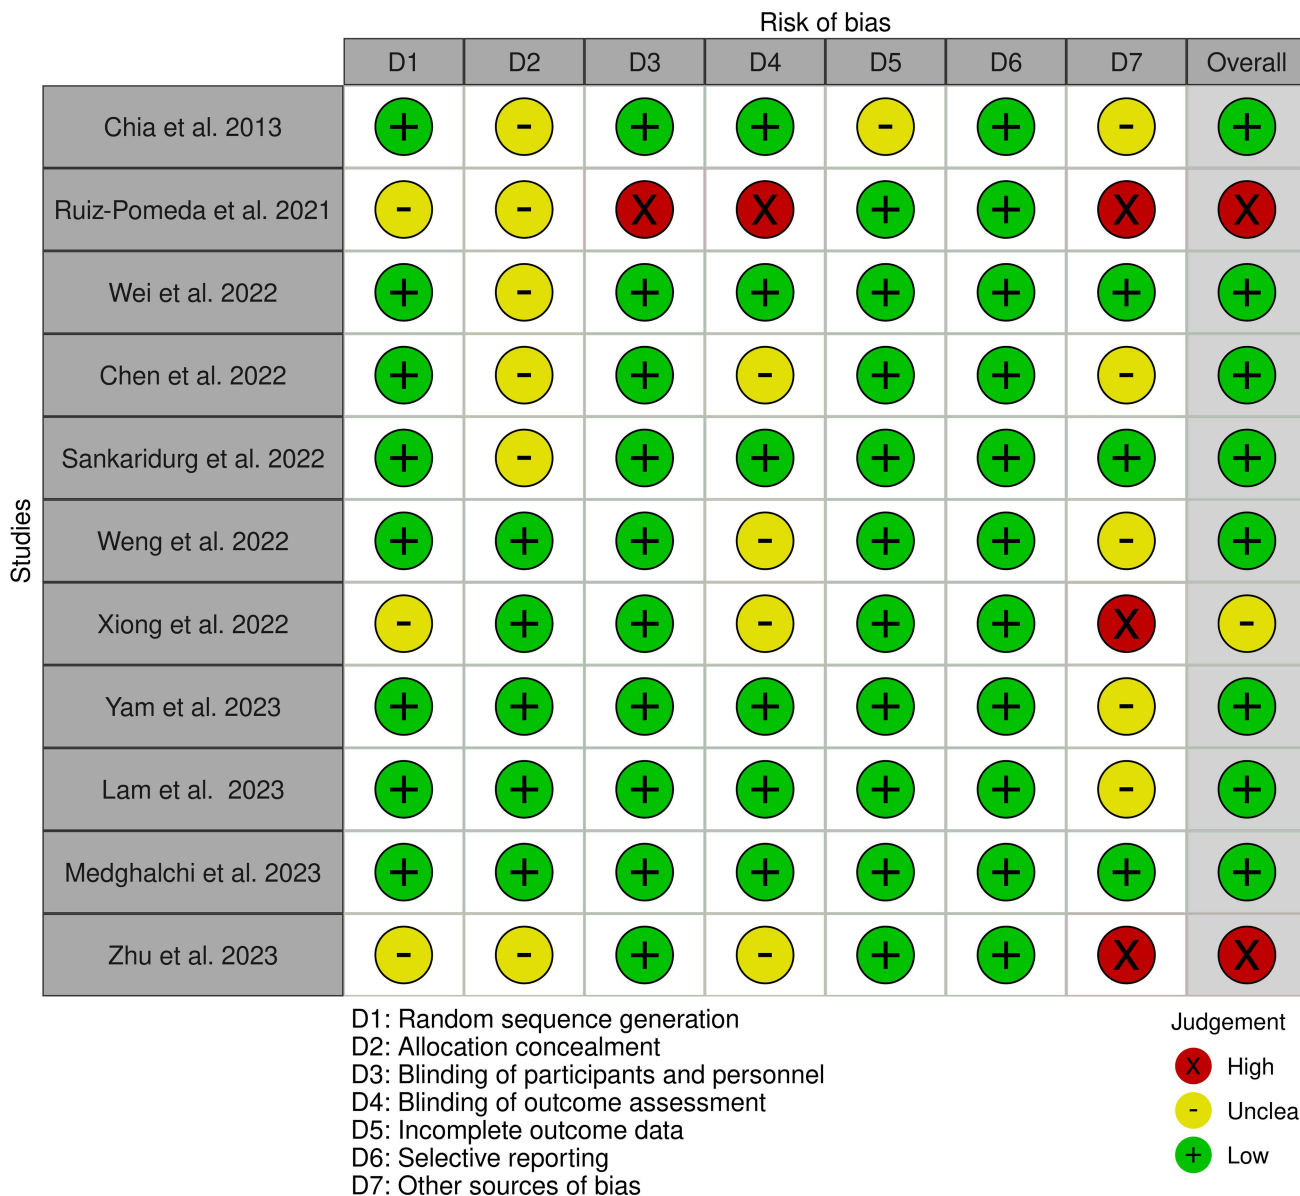 Risk of bias
D1 D2 D3 D4 D5 D6 D7 Overall
Studies
Chia et al. 2013 + - + + - + - +
Ruiz-Pomeda et al. 2021 - - X X + + X X
Wei et al. 2022 + - + + + + + +
Chen et al. 2022 + - + - + + - +
Sankaridurg et al. 2022 + - + + + + + +
Weng et al. 2022 + + + - + + - +
Xiong et al. 2022 - + + - + + X -
Yam et al. 2023 + + + + + + - +
Lam et al.  2023 + + + + + + - +
Medghalchi et al. 2023 + + + + + + + +
Zhu et al. 2023 - - + - + + X X
D1: Random sequence generation
D2: Allocation concealment
D3: Blinding of participants and personnel
D4: Blinding of outcome assessment
D5: Incomplete outcome data
D6: Selective reporting
D7: Other sources of bias
Judgement
X High
- Unclea
+ Low